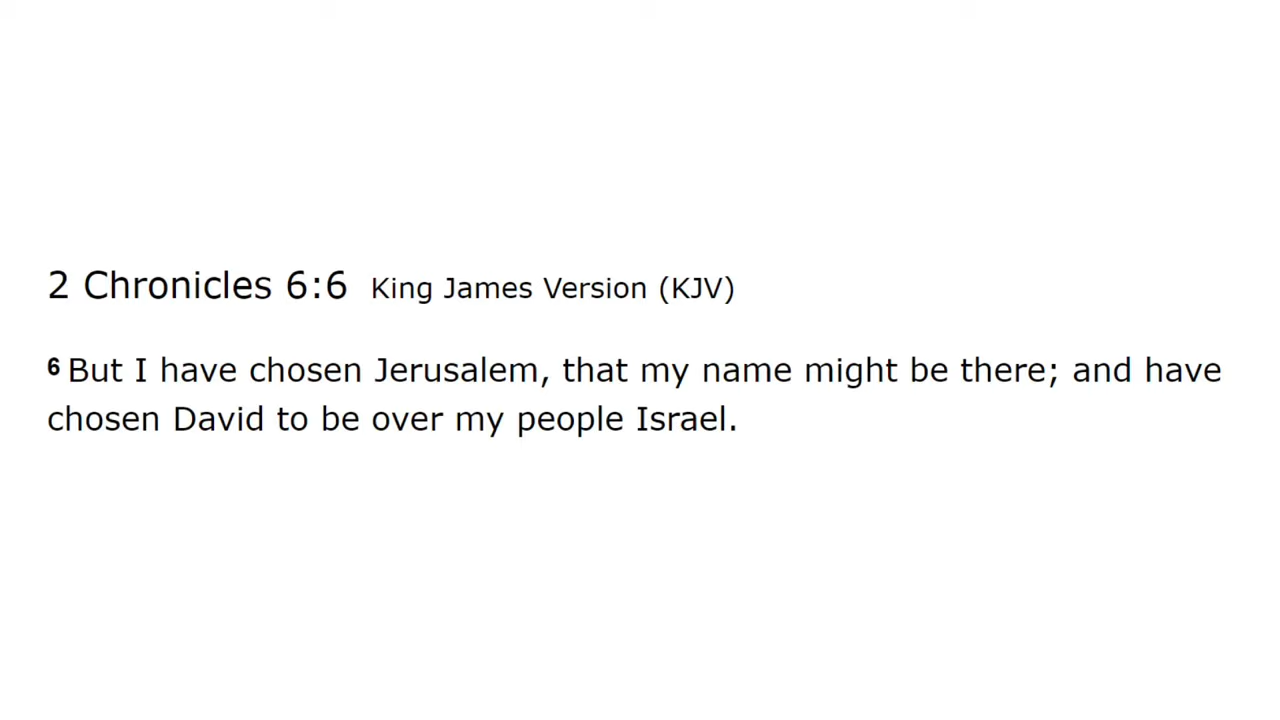 2 Chronicles 6:6 King James Version (KJV)
6 But I have chosen Jerusalem, that my name might be there; and have
chosen David to be over my people Israel.